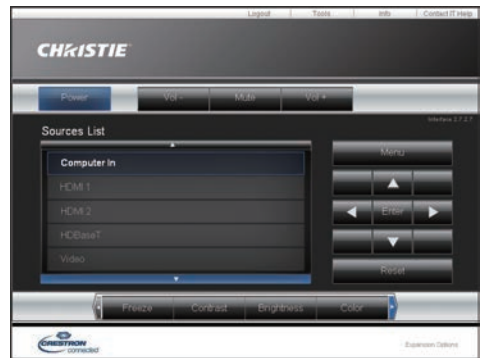 Logout | Tools | Info | Contact IT Help
CHRISTIE
Power Vol - Mute Vol +
Interface 2.7.2.7
Sources List
Computer In
HDMI 1
HDMI 2
HDBaseT
Video
Menu
Enter
Reset
Freeze Contrast Brightness Color
CRESTRON
connected
Expansion Options